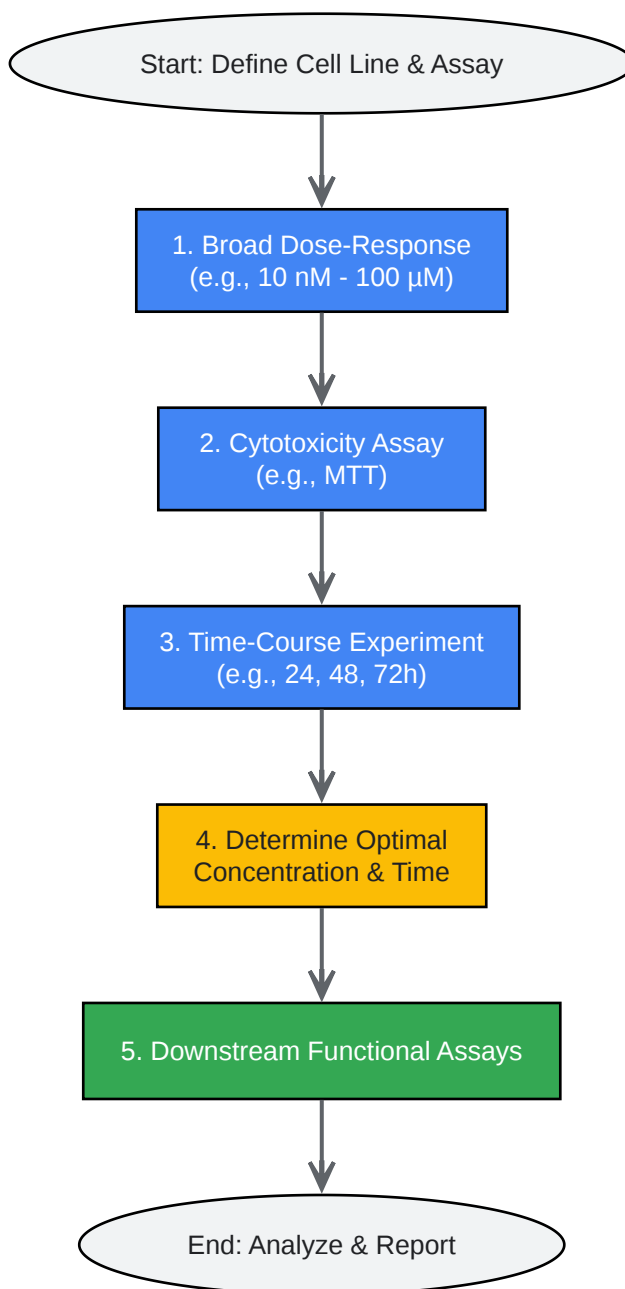 Start: Define Cell Line & Assay
1. Broad Dose-Response
(e.g., 10 nM - 100 µM)
2. Cytotoxicity Assay
(e.g., MTT)
3. Time-Course Experiment
(e.g., 24, 48, 72h)
4. Determine Optimal
Concentration & Time
5. Downstream Functional Assays
End: Analyze & Report